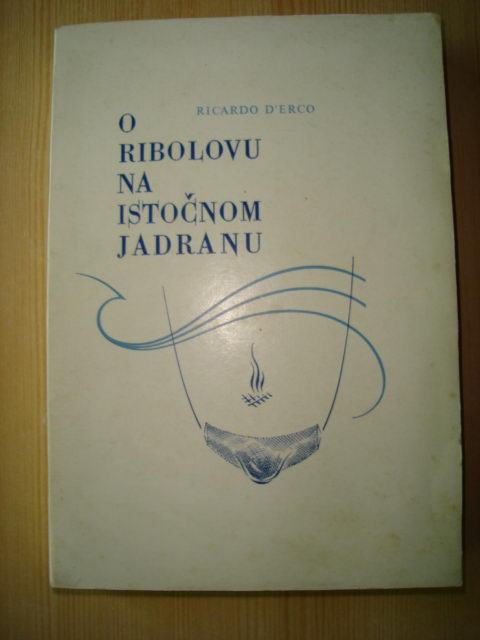 RICARDO D'ERCO
O
RIBOLOVU
NA
ISTOČNOM
JADRANU